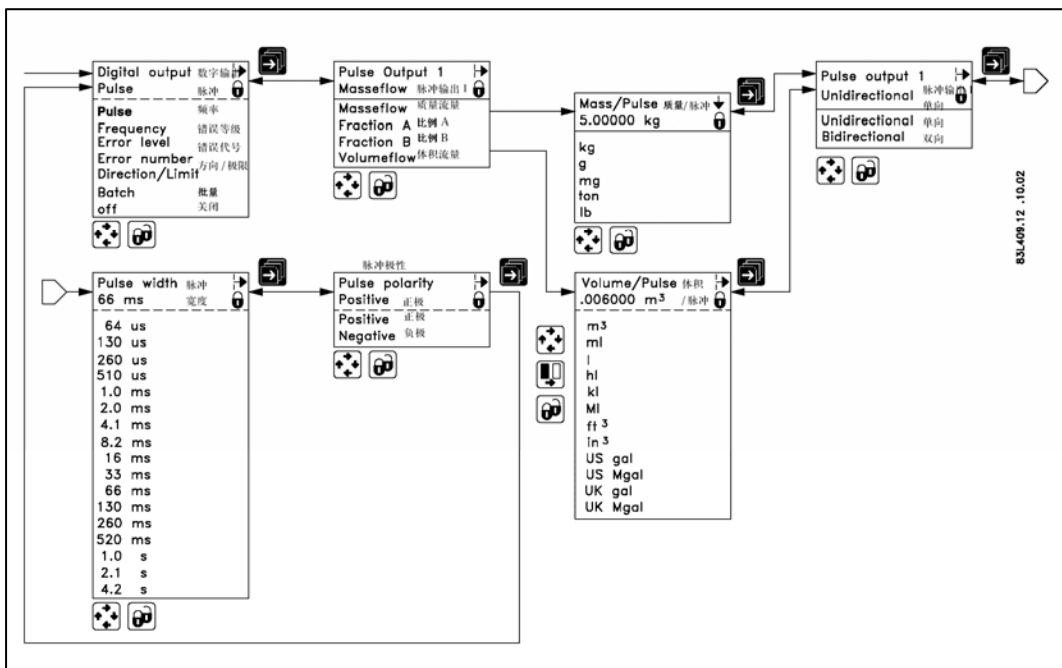 Digital output 数字输出
Pulse 脉冲
Pulse 频率
Frequency 错误等级
Error level 错误代号
Error number 方向/极限
Direction/Limit
Batch 批量
off 关闭
Pulse Output 1
Masseflow 脉冲输出1
Masseflow 质量流量
Fraction A 比例 A
Fraction B 比例 B
Volumeflow 体积流量
Mass/Pulse 质量/脉冲
5.00000 kg
kg
g
mg
ton
lb
Pulse output 1
Unidirectional 脉冲输出1
单向
Unidirectional 单向
Bidirectional 双向
83L409.12 .10.02
Pulse width 脉冲
66 ms 宽度
64 us
130 us
260 us
510 us
1.0 ms
2.0 ms
4.1 ms
8.2 ms
16 ms
33 ms
66 ms
130 ms
260 ms
520 ms
1.0 s
2.1 s
4.2 s
脉冲极性
Pulse polarity
Positive 正极
Positive 正极
Negative 负极
Volume/Pulse 体积
.006000 m³ /脉冲
m³
ml
l
hl
kl
Ml
ft³
in³
US gal
US Mgal
UK gal
UK Mgal